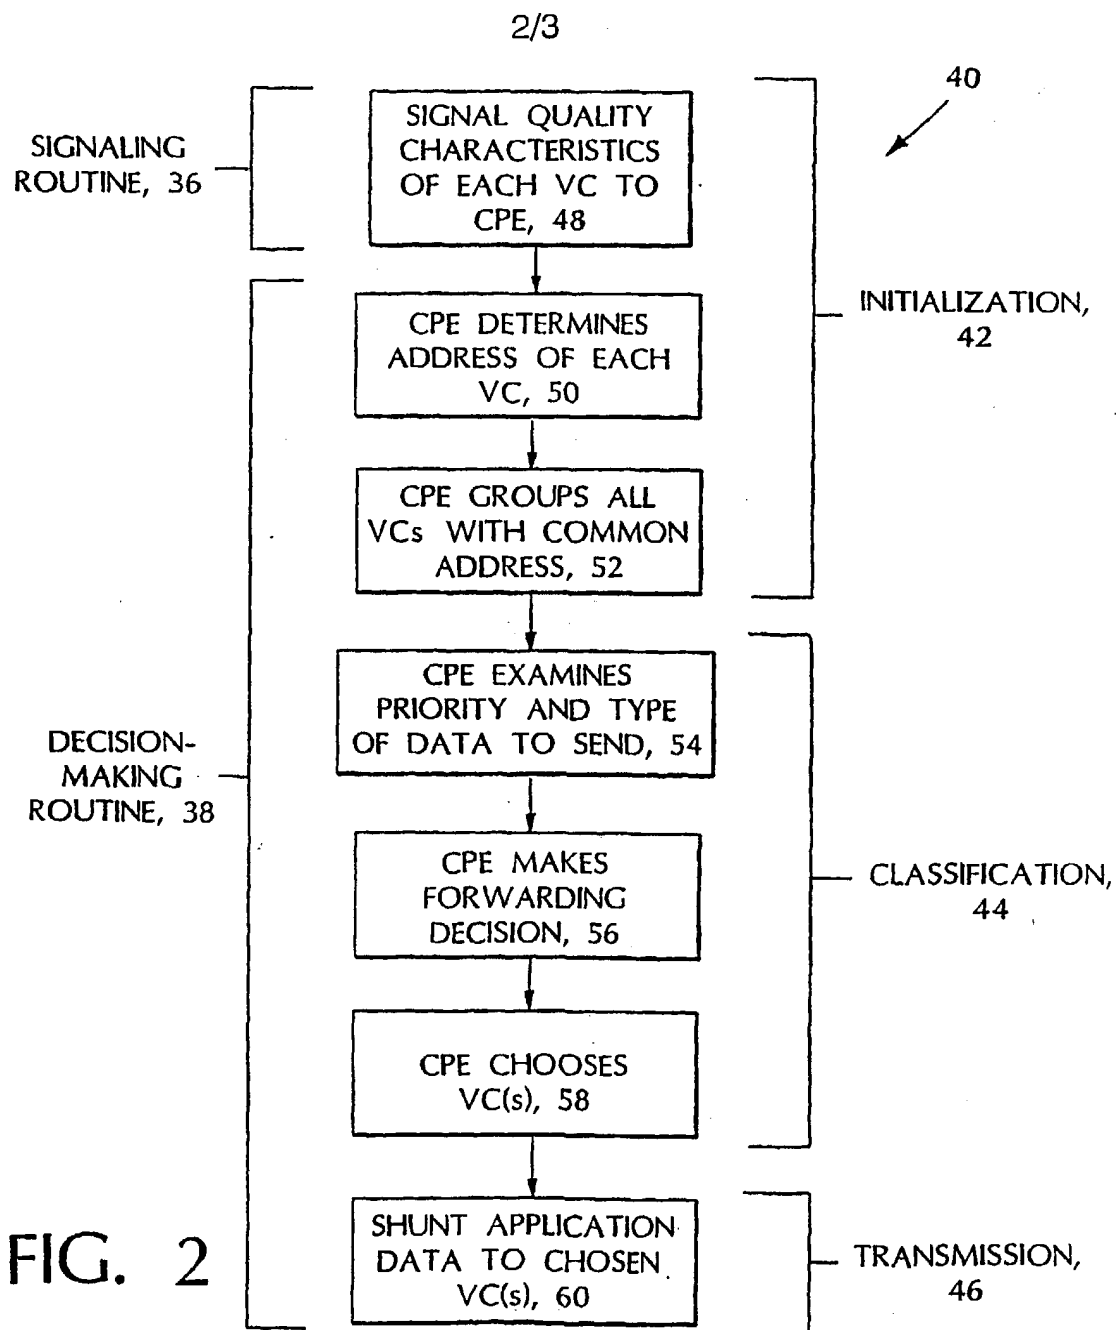 2/3
40
SIGNALING
ROUTINE, 36
SIGNAL QUALITY
CHARACTERISTICS
OF EACH VC TO
CPE, 48
CPE DETERMINES
ADDRESS OF EACH
VC, 50
INITIALIZATION,
42
CPE GROUPS ALL
VCs WITH COMMON
ADDRESS, 52
CPE EXAMINES
PRIORITY AND TYPE
OF DATA TO SEND, 54
DECISION-
MAKING
ROUTINE, 38
CPE MAKES
FORWARDING
DECISION, 56
CLASSIFICATION,
44
CPE CHOOSES
VC(s), 58
SHUNT APPLICATION
DATA TO CHOSEN
VC(s), 60
TRANSMISSION,
46
FIG. 2